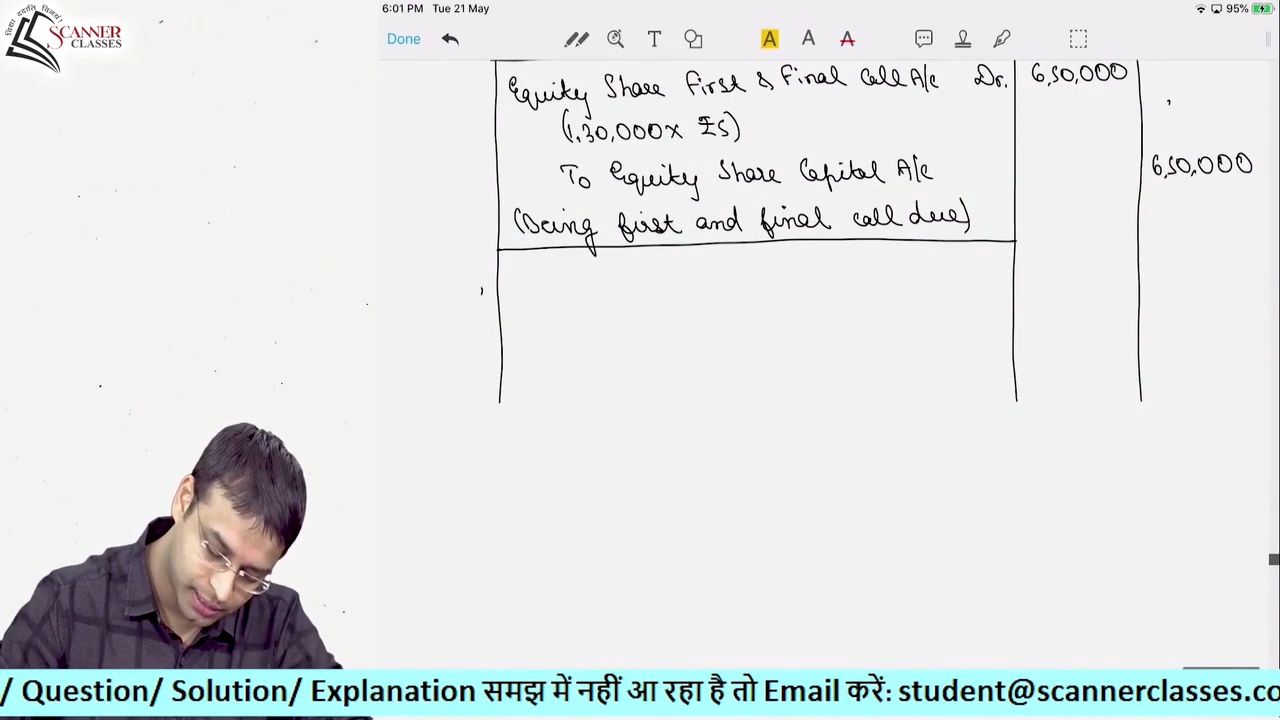 6:01 PM Tue 21 May
95%
विद्या ददाति विनयं
SCANNER
CLASSES
Done
T
A A A
Equity Share First & Final Call A/c Dr. 6,50,000
(1,30,000 x ₹5)
To Equity Share Capital A/c 6,50,000
(Being first and final call due)
/ Question/ Solution/ Explanation समझ में नहीं आ रहा है तो Email करें: student@scannerclasses.co